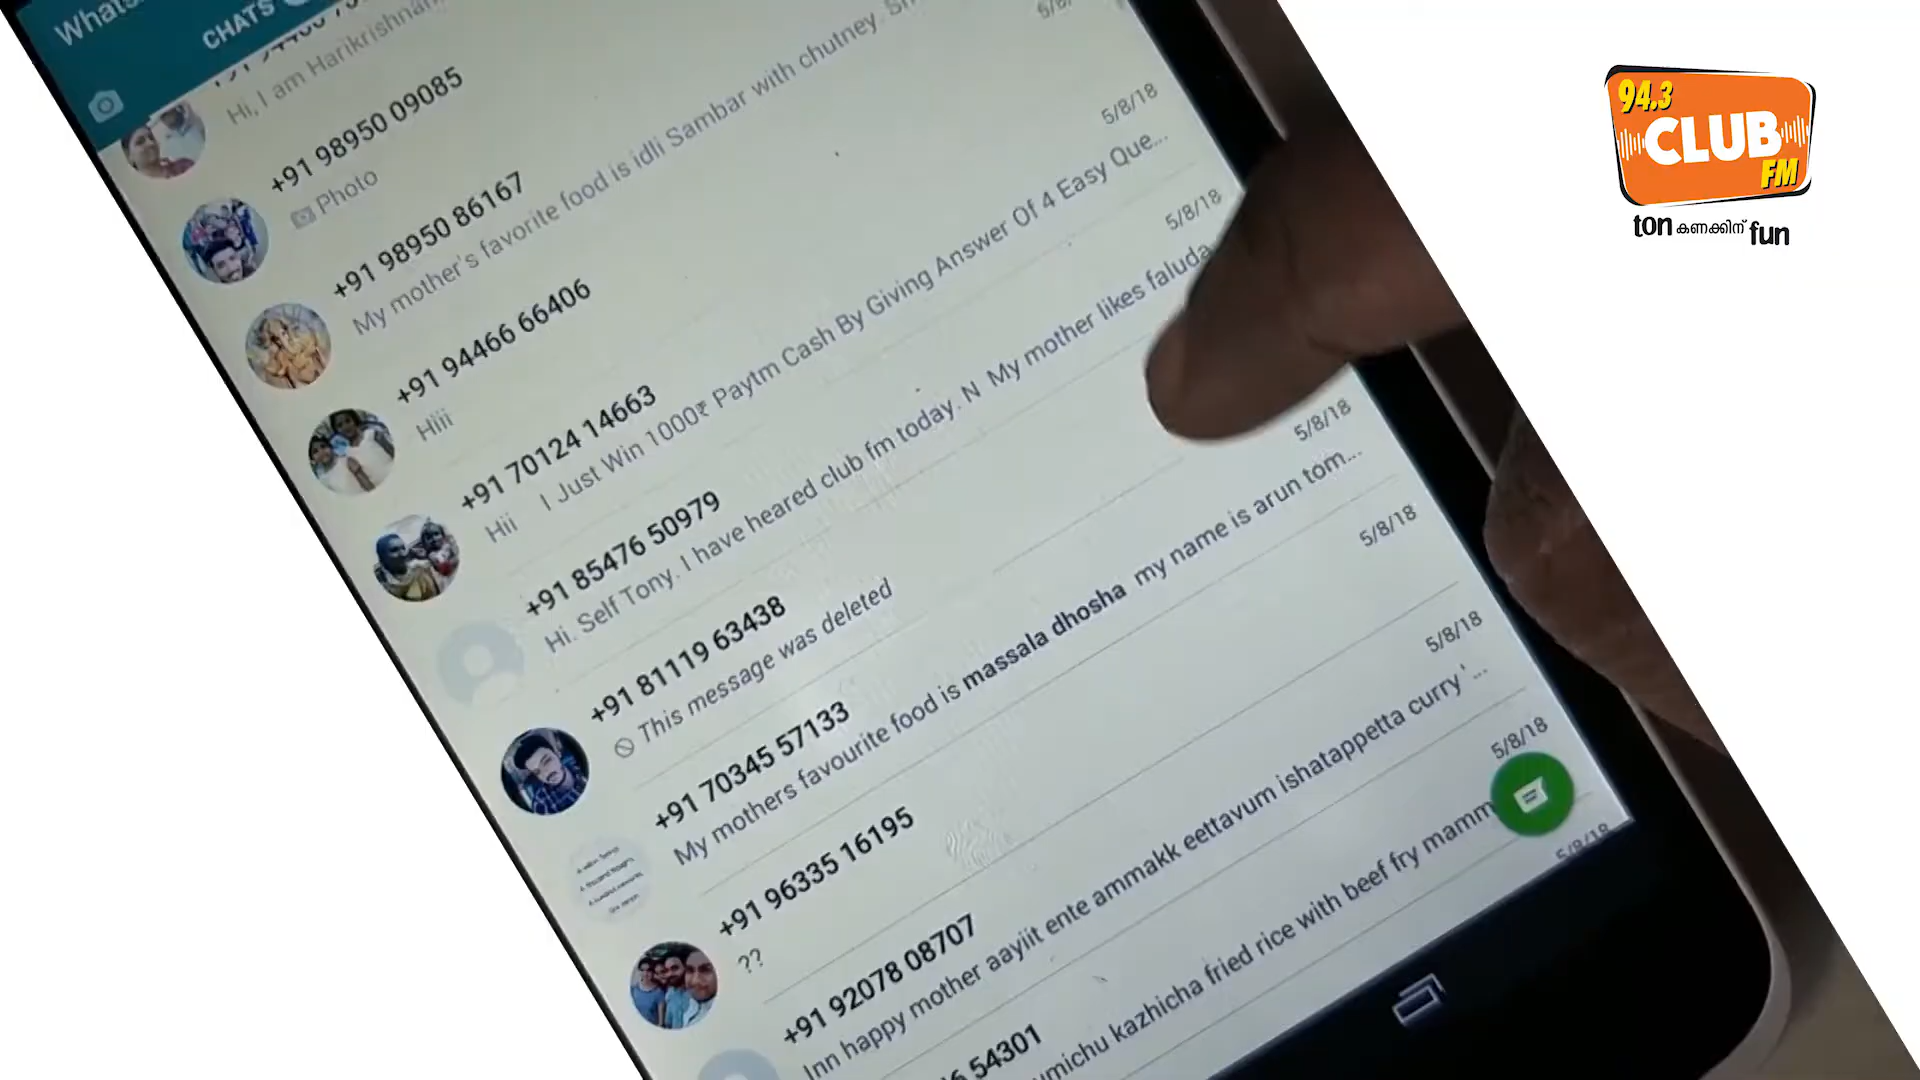 Whats
CHATS
Hi, I am Harikrishnan
+91 98950 09085
Photo
+91 98950 86167
My mother's favorite food is idli Sambar with chutney.
5/8/18
+91 94466 66406
Hiii
5/8/18
+91 70124 14663
Hii I Just Win 1000₹ Paytm Cash By Giving Answer Of 4 Easy Que...
+91 85476 50979
Hi. Self Tony. I have heared club fm today. N My mother likes faluda
+91 81119 63438
5/8/18
This message was deleted
+91 70345 57133
5/8/18
My mothers favourite food is massala dhosha my name is arun tom...
+91 96335 16195
5/8/18
??
+91 92078 08707
5/8/18
Inn happy mother aayiit ente ammakk eettavum ishatappetta curry '...
54301
5/8/18
umichu kazhicha fried rice with beef fry mamm
94.3
CLUB
FM
ton കണക്കിന് fun